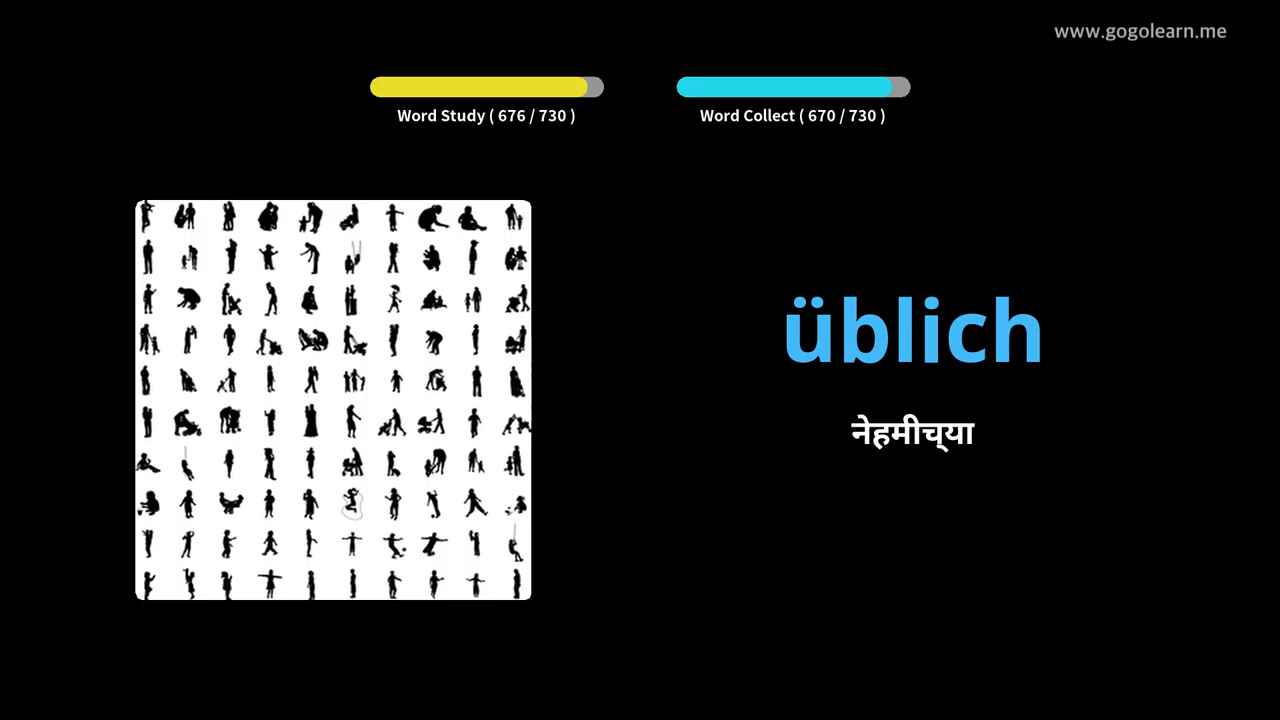 www.gogolearn.me
Word Study ( 676 / 730 )
Word Collect ( 670 / 730 )
üblich
नेहमीच्या